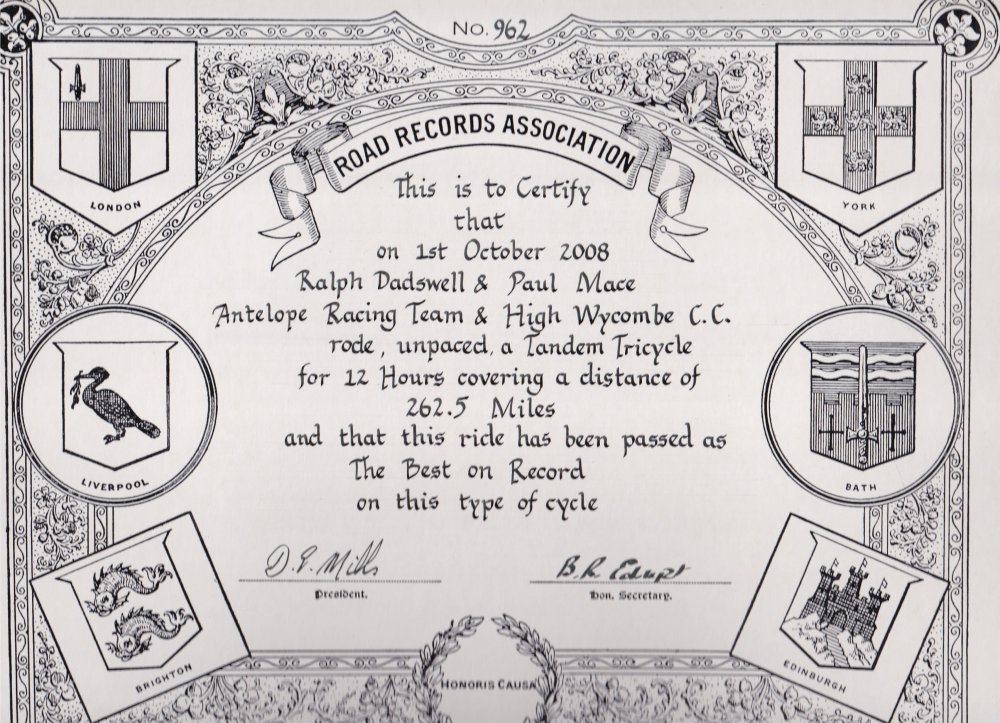 No. 962
ROAD RECORDS ASSOCIATION
LONDON
YORK
This is to Certify
that
on 1st October 2008
Ralph Dadswell & Paul Mace
Antelope Racing Team & High Wycombe C.C.
rode, unpaced, a Tandem Tricycle
for 12 Hours covering a distance of
262.5 Miles
and that this ride has been passed as
The Best on Record
on this type of cycle
LIVERPOOL
BATH
D. E. Mills
President.
Hon. Secretary.
BRIGHTON
EDINBURGH
HONORIS CAUSA